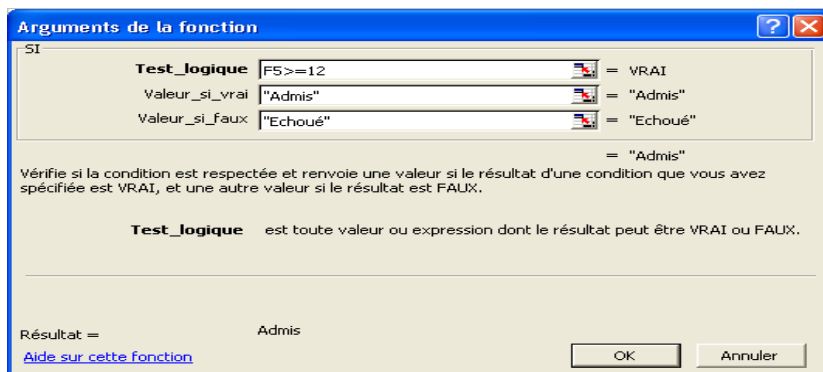 Arguments de la fonction
SI
Test_logique F5>=12 = VRAI
Valeur_si_vrai "Admis" = "Admis"
Valeur_si_faux "Echoué" = "Echoué"
= "Admis"
Vérifie si la condition est respectée et renvoie une valeur si le résultat d'une condition que vous avez
spécifiée est VRAI, et une autre valeur si le résultat est FAUX.
Test_logique est toute valeur ou expression dont le résultat peut être VRAI ou FAUX.
Résultat = Admis
Aide sur cette fonction
OK Annuler